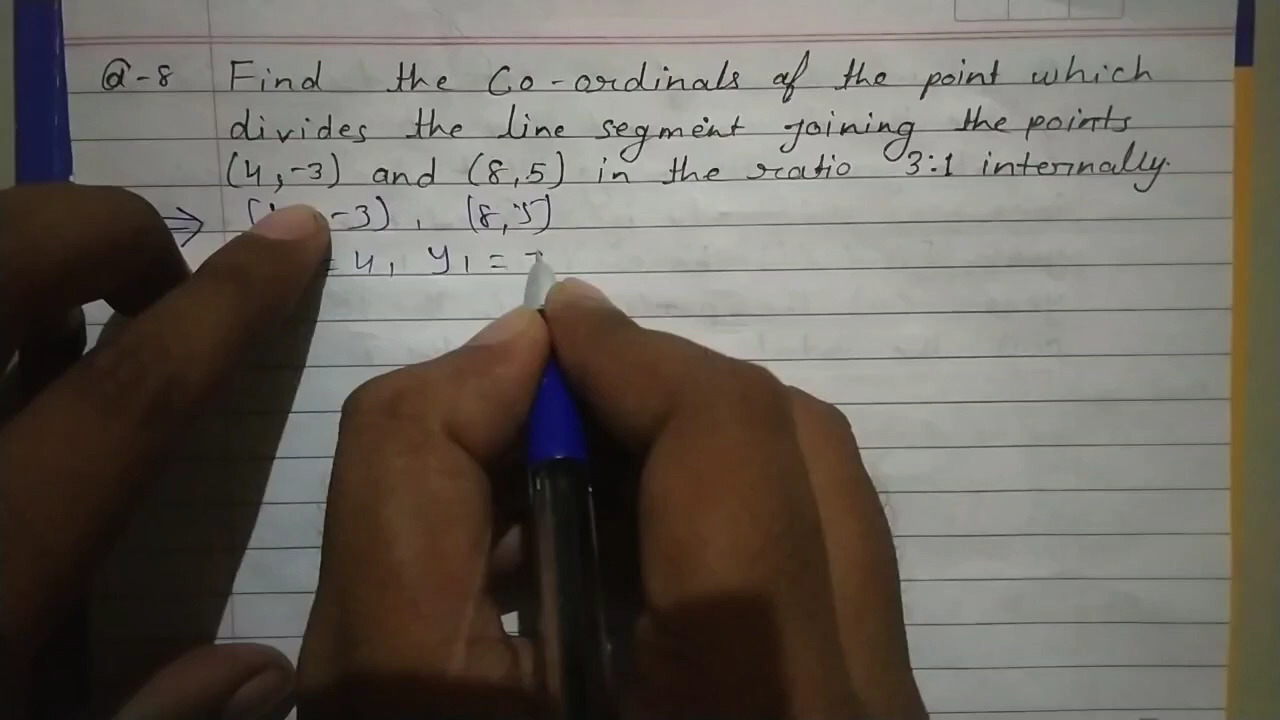 Q-8 Find the Co-ordinals of the point which
divides the line segment joining the points
(4,-3) and (8,5) in the ratio 3:1 internally.
⇒ -3), (8,5)
= 4, y1 =